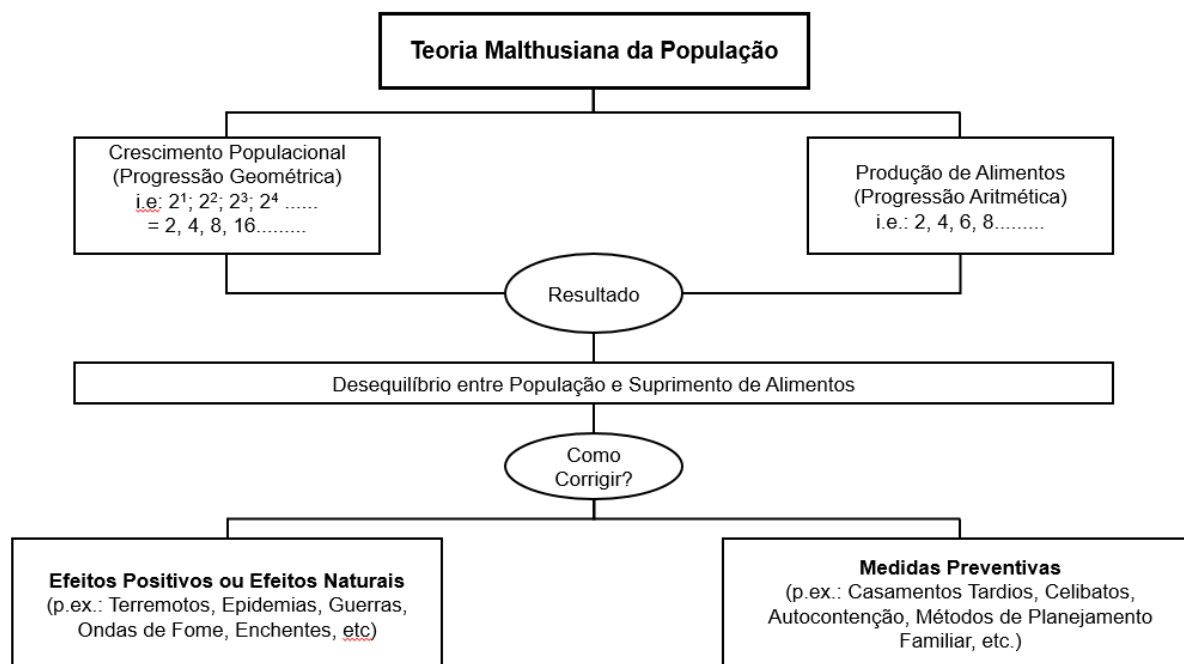 Teoria Malthusiana da População
Crescimento Populacional
(Progressão Geométrica)
i.e: 2¹; 2²; 2³; 2⁴ ......
= 2, 4, 8, 16.........
Produção de Alimentos
(Progressão Aritmética)
i.e.: 2, 4, 6, 8.........
Resultado
Desequilíbrio entre População e Suprimento de Alimentos
Como
Corrigir?
Efeitos Positivos ou Efeitos Naturais
(p.ex.: Terremotos, Epidemias, Guerras,
Ondas de Fome, Enchentes, etc)
Medidas Preventivas
(p.ex.: Casamentos Tardios, Celibatos,
Autocontenção, Métodos de Planejamento
Familiar, etc.)